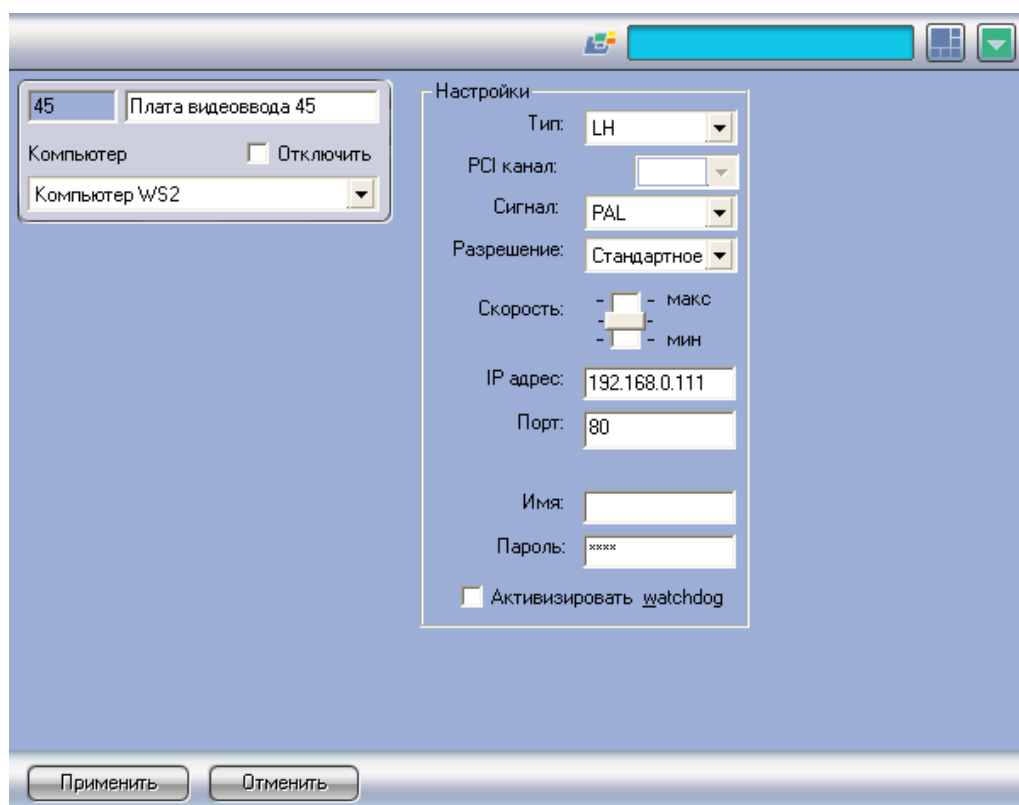 45 Плата видеоввода 45
Компьютер Отключить
Компьютер WS2
Настройки
Тип: LH
PCI канал:
Сигнал: PAL
Разрешение: Стандартное
Скорость: - - макс
- -
- - мин
IP адрес: 192.168.0.111
Порт: 80
Имя:
Пароль: ****
Активизировать watchdog
Применить Отменить